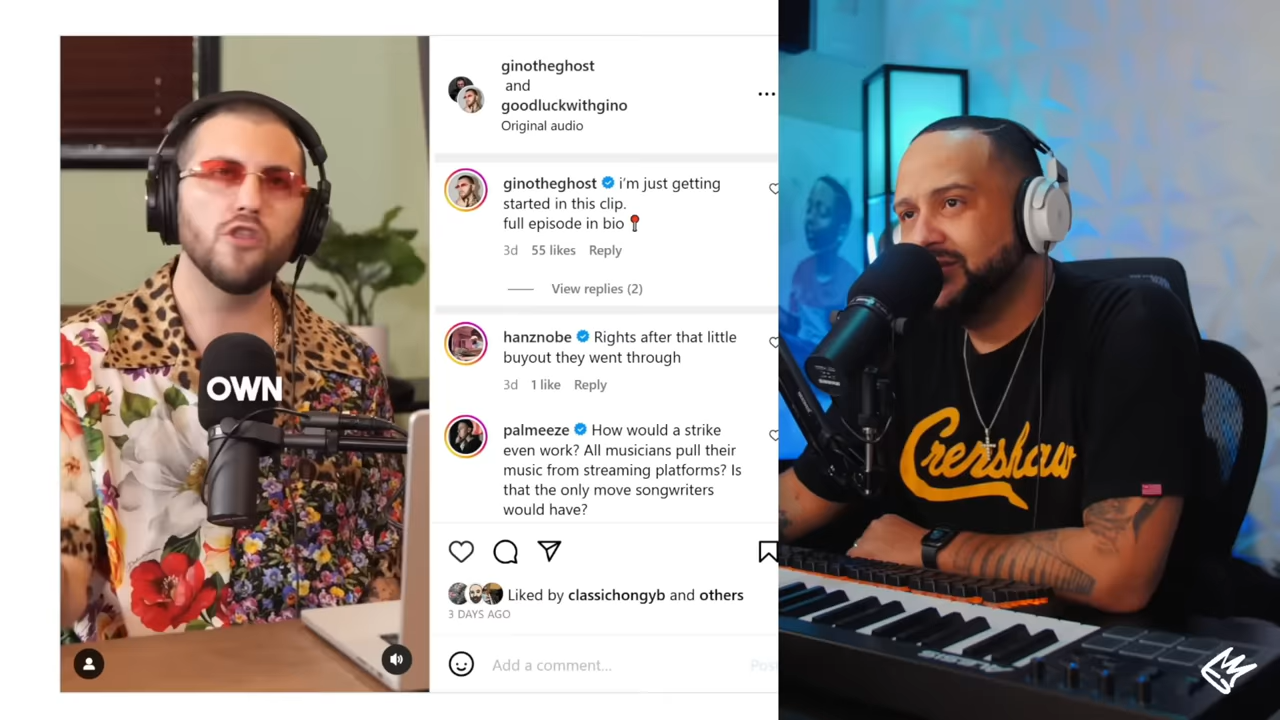 ginotheghost
and
goodluckwithgino
Original audio
ginotheghost i'm just getting
started in this clip.
full episode in bio
3d 55 likes Reply
View replies (2)
hanznobe Rights after that little
buyout they went through
3d 1 like Reply
palmeeze How would a strike
even work? All musicians pull their
music from streaming platforms? Is
that the only move songwriters
would have?
Liked by classichongyb and others
3 DAYS AGO
Add a comment...
Post
OWN
Crenshaw
SHURE